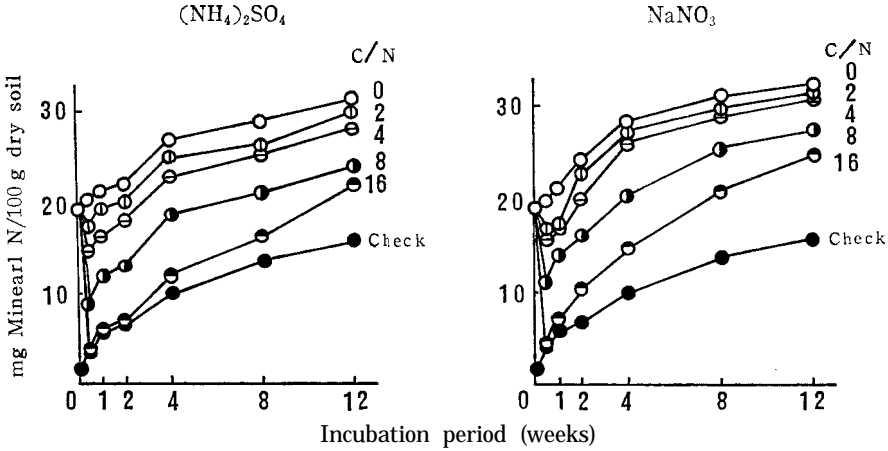 (NH₄)₂SO₄
NaNO₃
mg Minearl N/100 g dry soil
C/N
0
2
4
8
16
Check
30
20
10
0 1 2 4 8 12
C/N
0
2
4
8
16
Check
30
20
10
0 1 2 4 8 12
Incubation period (weeks)